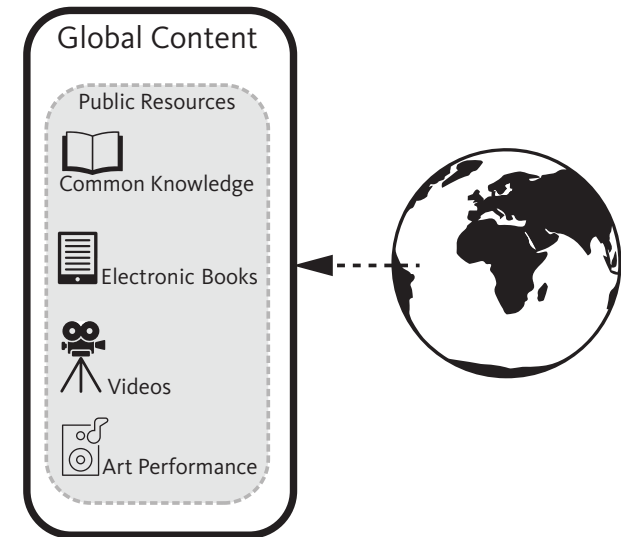 Global Content
Public Resources
Common Knowledge
Electronic Books
Videos
Art Performance